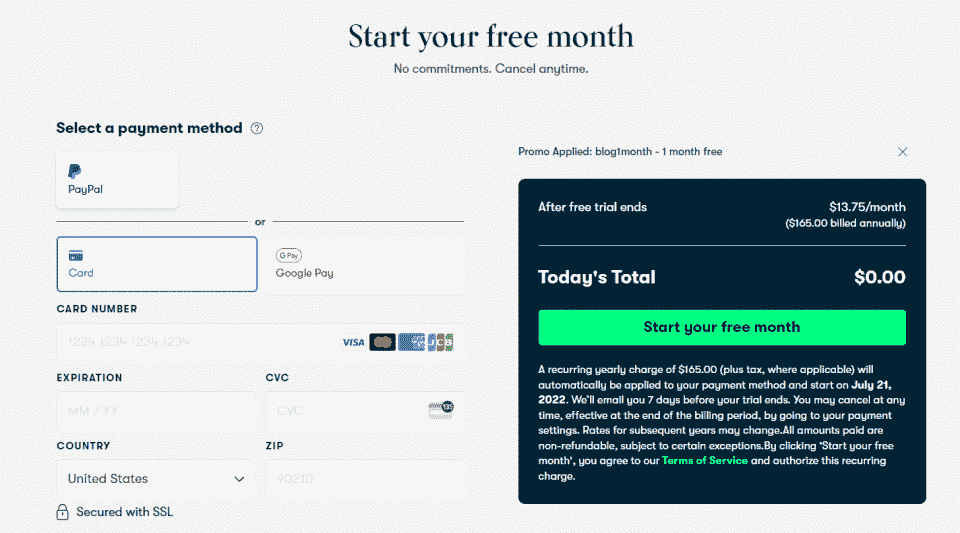 Start your free month
No commitments. Cancel anytime.
Select a payment method ?
PayPal
or
Card
G Pay
Google Pay
CARD NUMBER
1234 1234 1234 1234
VISA
JCB
EXPIRATION
CVC
MM / YY
CVC
135
COUNTRY
ZIP
United States
90210
Secured with SSL
Promo Applied: blog1month - 1 month free
After free trial ends
$13.75/month
($165.00 billed annually)
Today's Total
$0.00
Start your free month
A recurring yearly charge of $165.00 (plus tax, where applicable) will
automatically be applied to your payment method and start on July 21,
2022. We'll email you 7 days before your trial ends. You may cancel at any
time, effective at the end of the billing period, by going to your payment
settings. Rates for subsequent years may change.All amounts paid are
non-refundable, subject to certain exceptions.By clicking 'Start your free
month', you agree to our Terms of Service and authorize this recurring
charge.